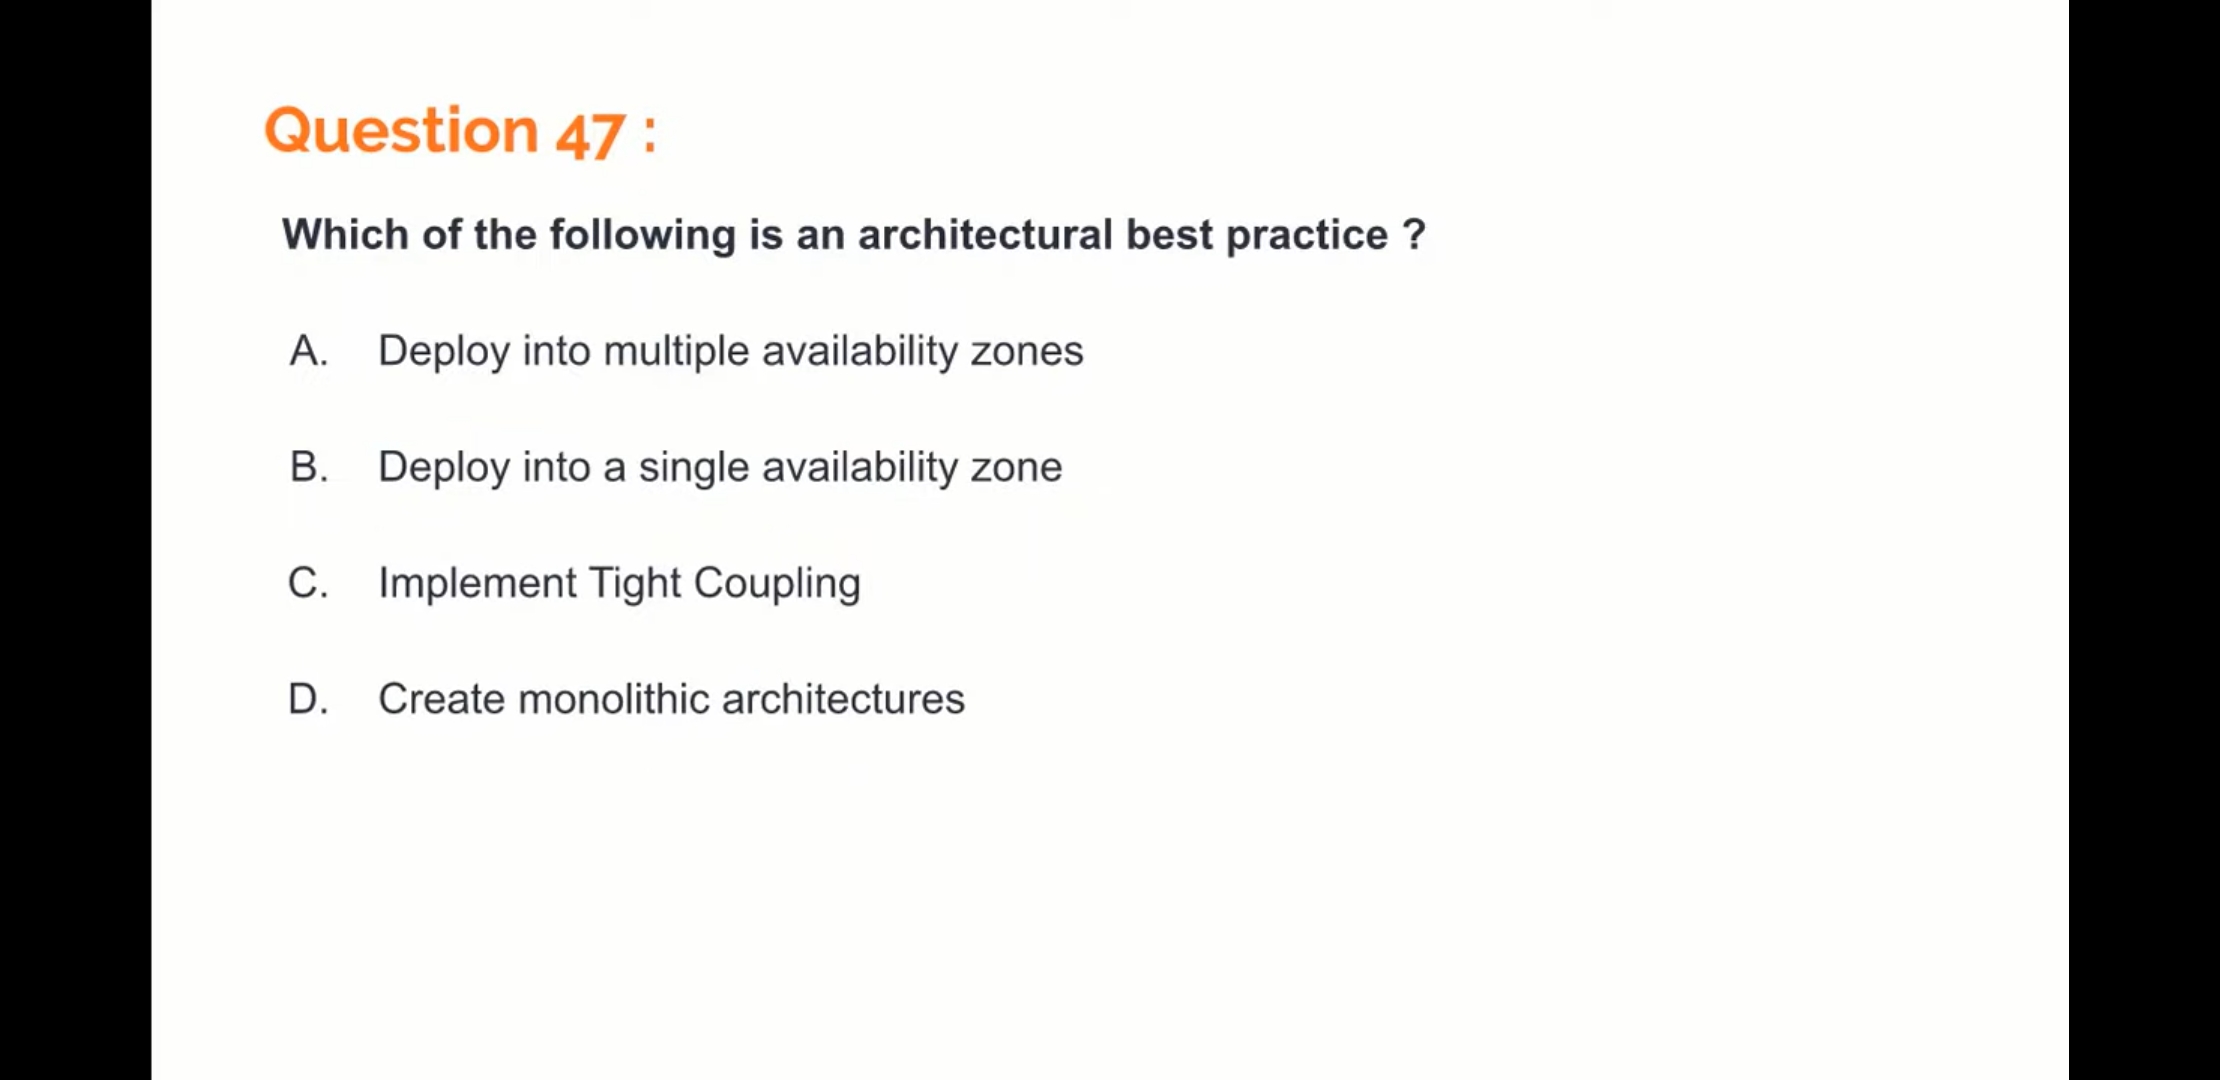 Question 47 :
Which of the following is an architectural best practice ?
A. Deploy into multiple availability zones
B. Deploy into a single availability zone
C. Implement Tight Coupling
D. Create monolithic architectures